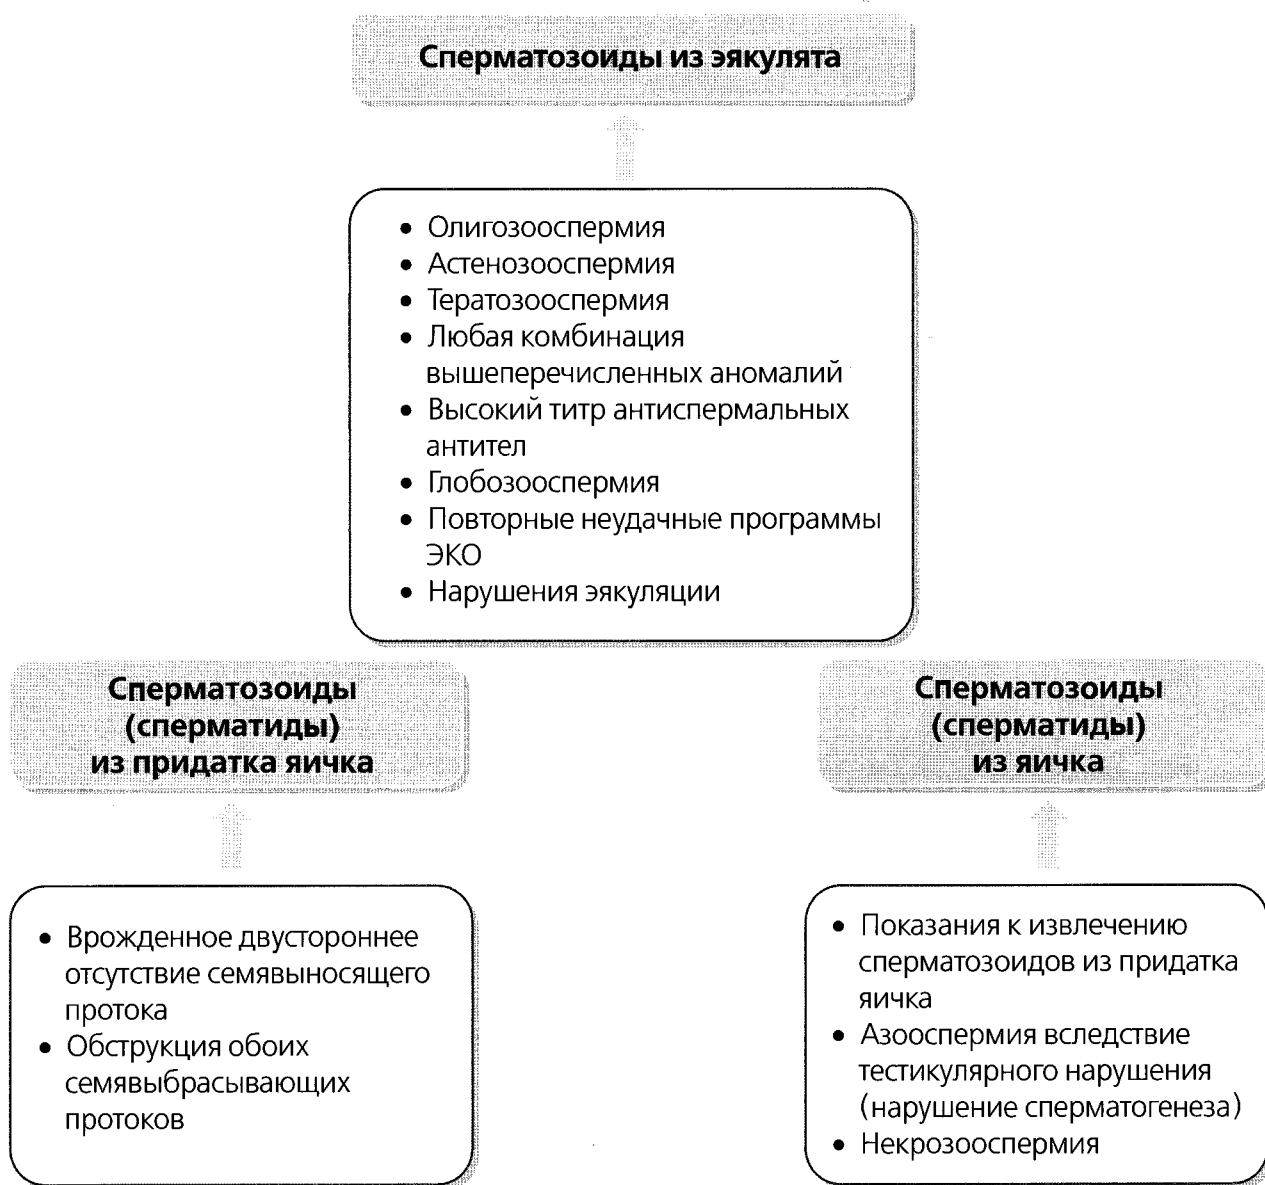 Сперматозоиды из эякулята
• Олигозооспермия
• Астенозооспермия
• Тератозооспермия
• Любая комбинация
вышеперечисленных аномалий
• Высокий титр антиспермальных
антител
• Глобозооспермия
• Повторные неудачные программы
ЭКО
• Нарушения эякуляции
Сперматозоиды
(сперматиды)
из придатка яичка
• Врожденное двустороннее
отсутствие семявыносящего
протока
• Обструкция обоих
семявыбрасывающих
протоков
Сперматозоиды
(сперматиды)
из яичка
• Показания к извлечению
сперматозоидов из придатка
яичка
• Азооспермия вследствие
тестикулярного нарушения
(нарушение сперматогенеза)
• Некрозооспермия